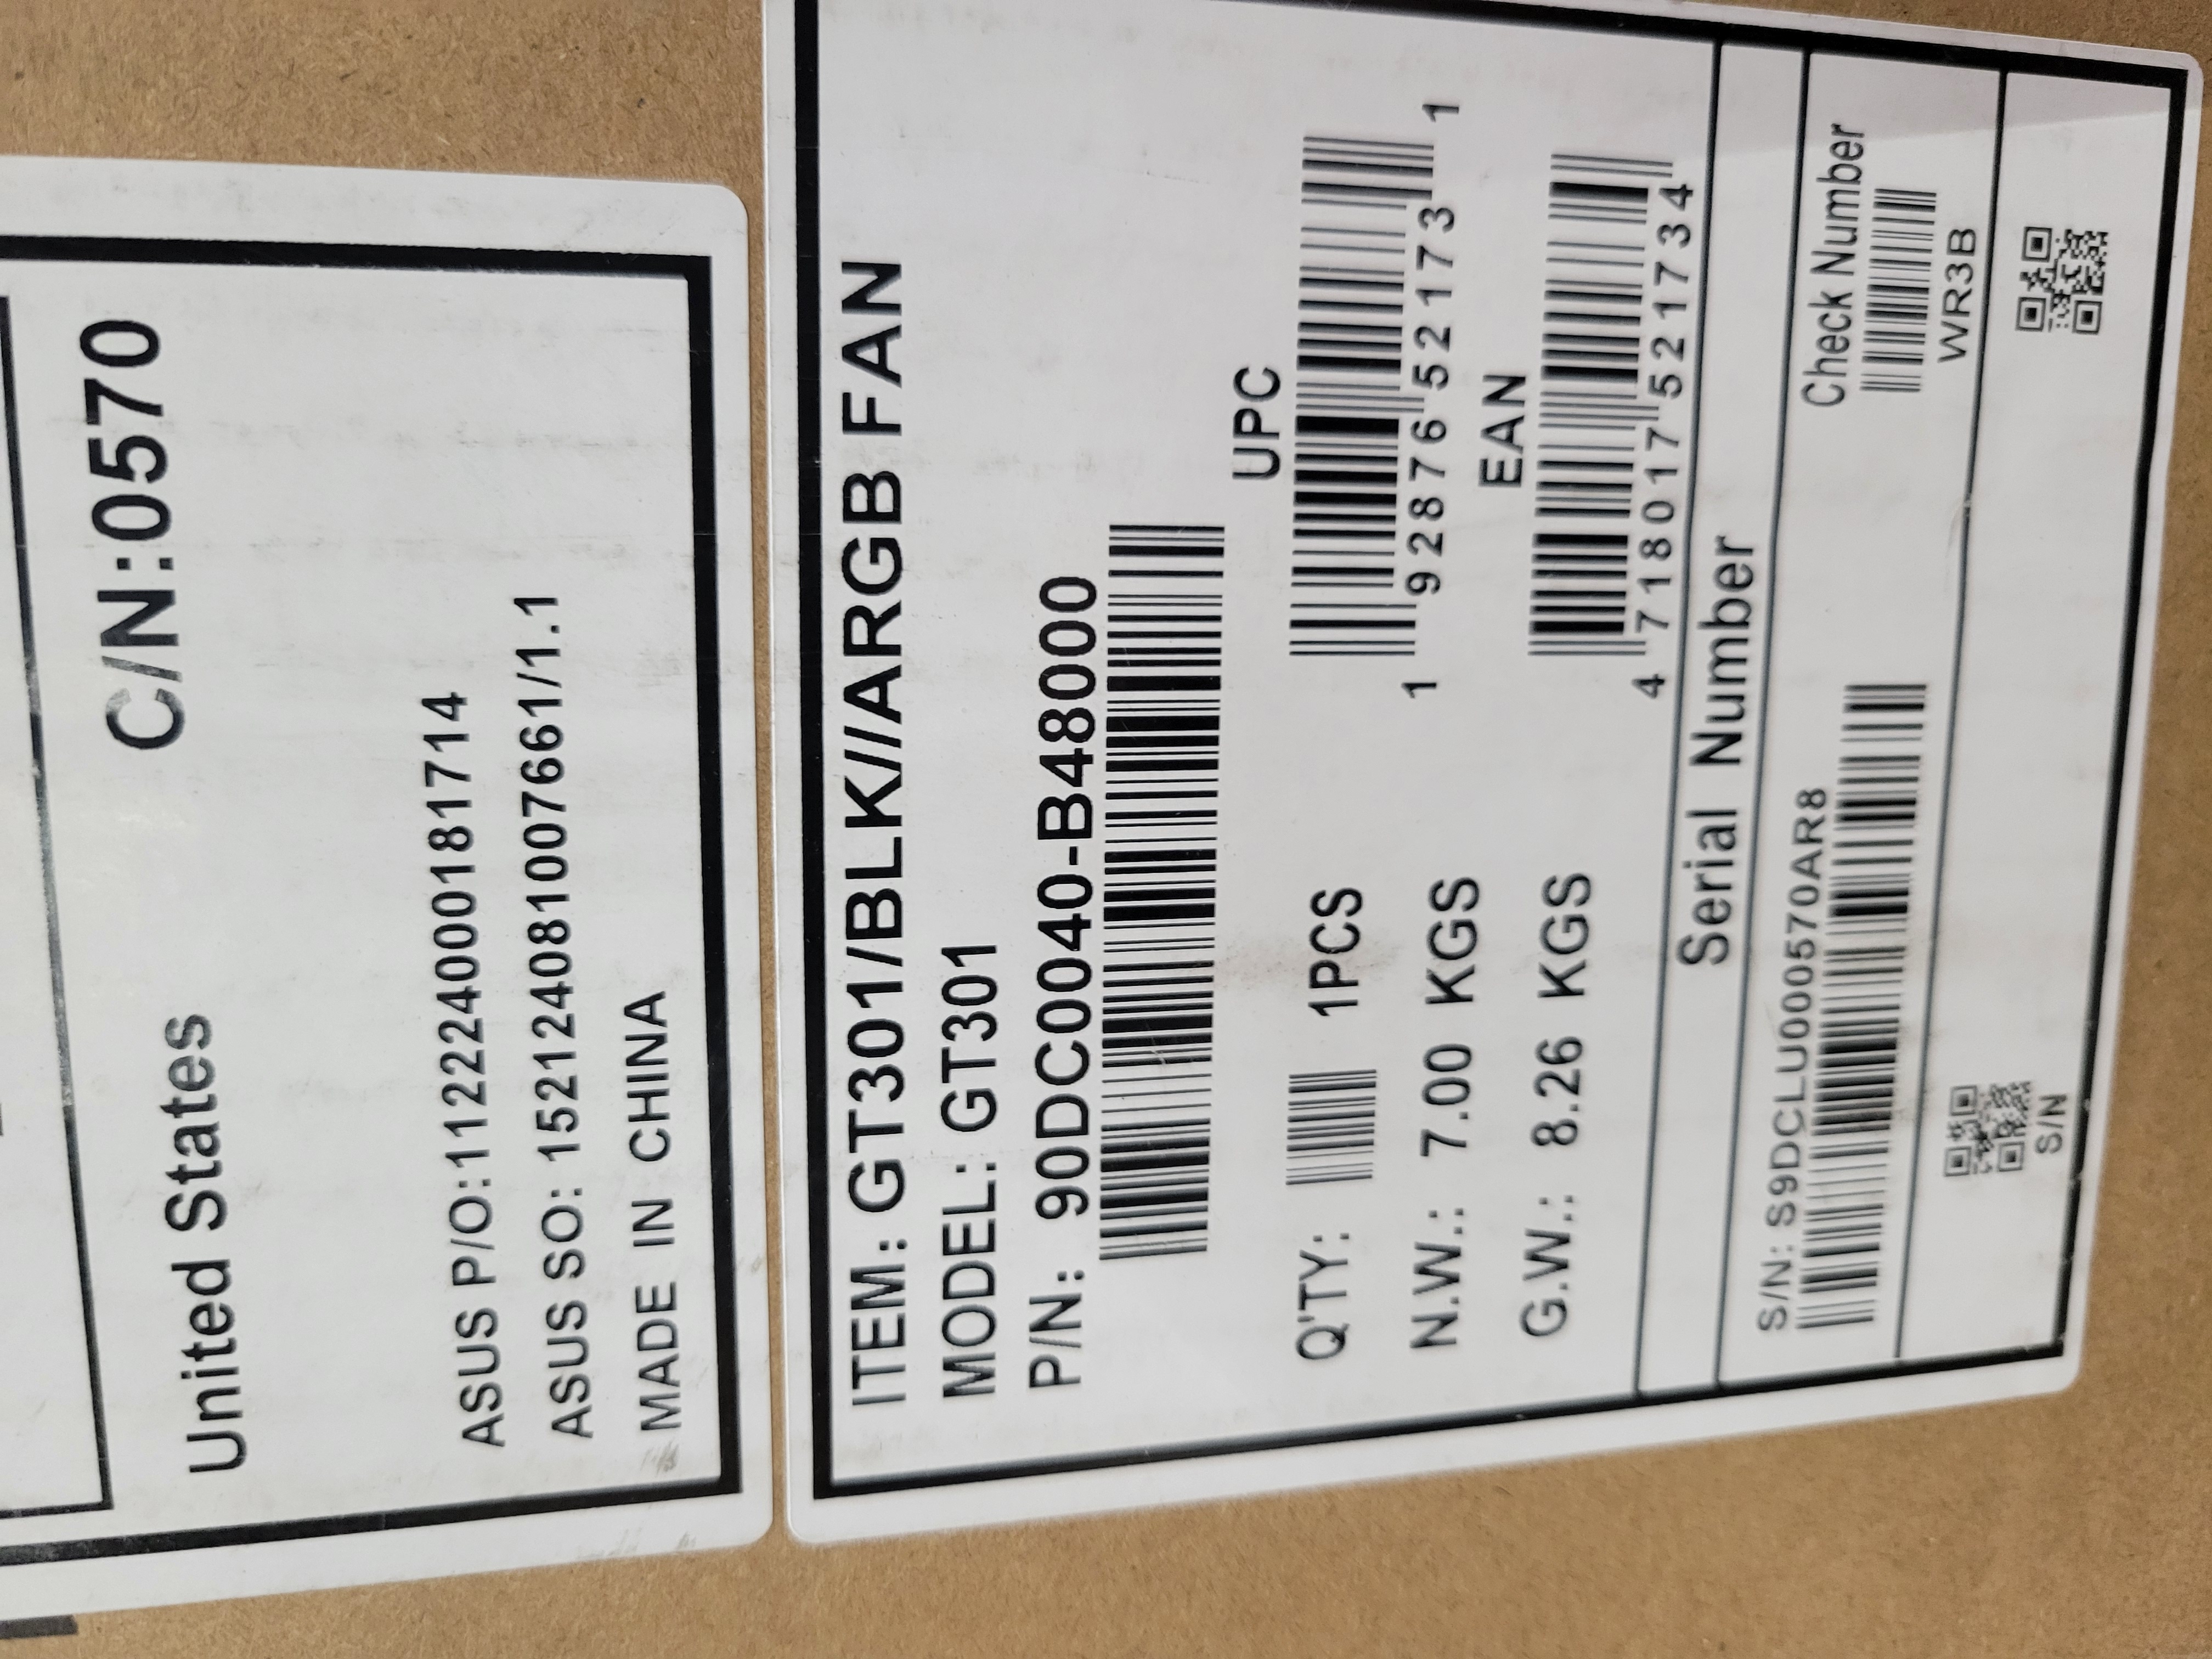 C/N:0570
United States
ASUS P/O:1122240000181714
ASUS SO: 15212408100007661/1.1
MADE IN CHINA
ITEM: GT301/BLK//ARGB FAN
MODEL: GT301
P/N: 90DC0040-B48000
UPC
Q'TY: 1PCS
1 92876 52173 1
N.W.: 7.00 KGS
EAN
G.W.: 8.26 KGS
4 718017 521734
Serial Number
Check Number
S/N: S9DCLU000570AR8
WR3B
S/N